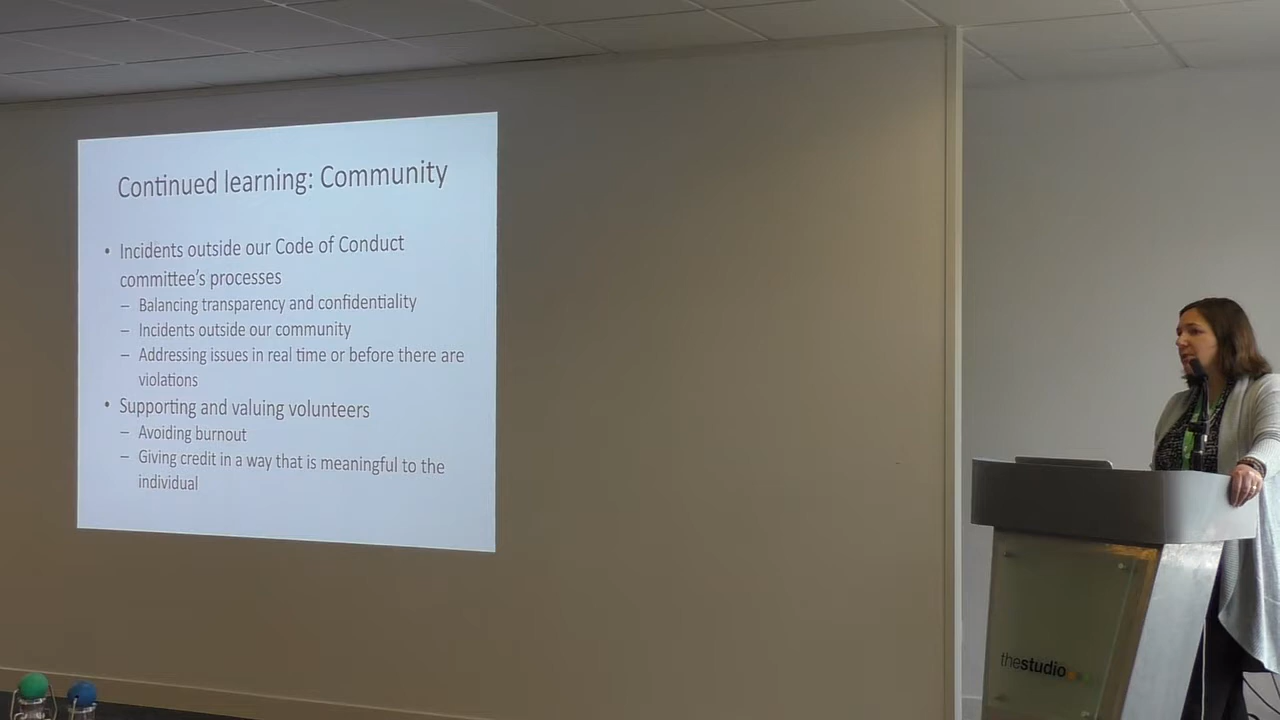 Continued learning: Community
• Incidents outside our Code of Conduct
committee's processes
– Balancing transparency and confidentiality
– Incidents outside our community
– Addressing issues in real time or before there are
violations
• Supporting and valuing volunteers
– Avoiding burnout
– Giving credit in a way that is meaningful to the
individual
thestudio